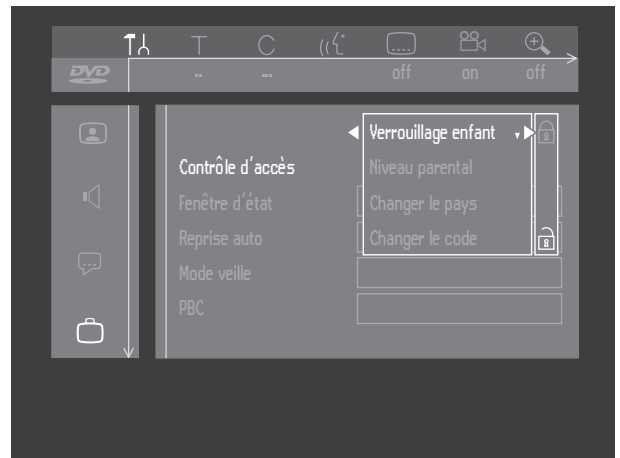 T C
DVD .. ... off on off
Verrouillage enfant
Contrôle d'accès Niveau parental
Fenêtre d'état Changer le pays
Reprise auto Changer le code
Mode veille
PBC